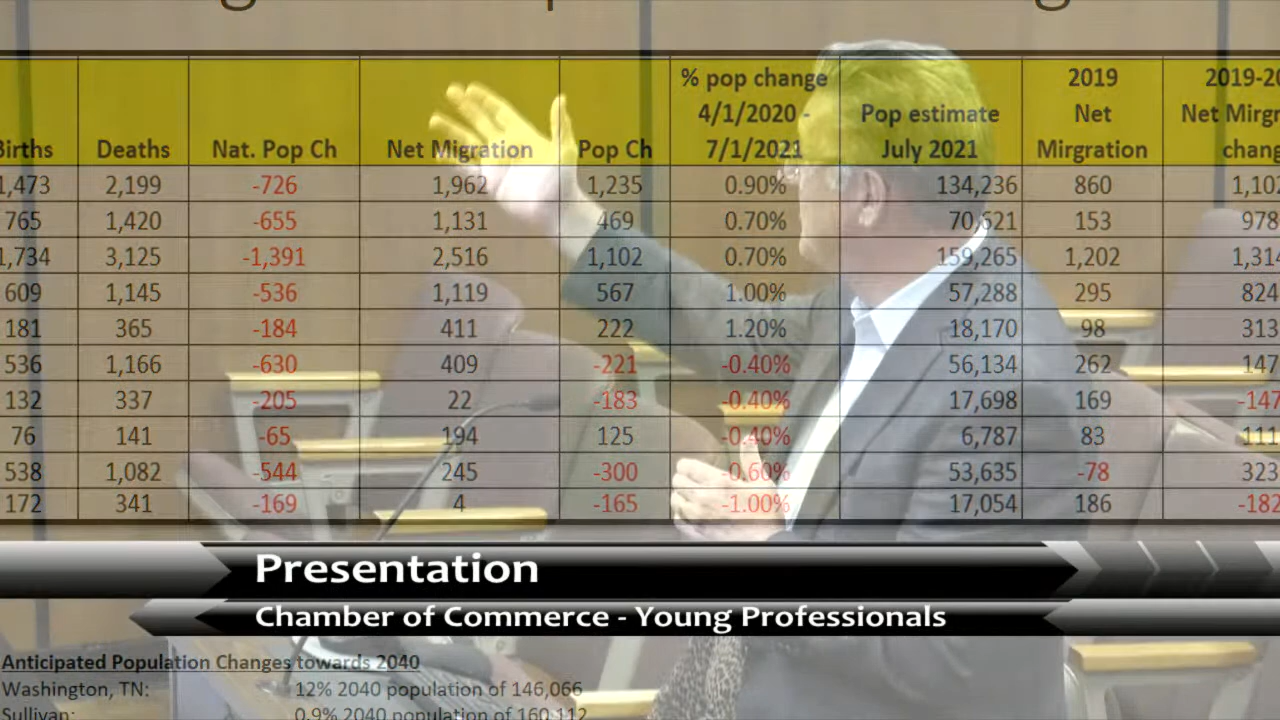 % pop change 2019 2019-20
4/1/2020 - Pop estimate Net Net Mirgr
Births Deaths Nat. Pop Ch Net Migration Pop Ch 7/1/2021 July 2021 Mirgration chang
1,473 2,199 -726 1,962 1,235 0.90% 134,236 860 1,10
765 1,420 -655 1,131 469 0.70% 70,621 153 978
1,734 3,125 -1,391 2,516 1,102 0.70% 159,265 1,202 1,314
609 1,145 -536 1,119 567 1.00% 57,288 295 824
181 365 -184 411 222 1.20% 18,170 98 313
536 1,166 -630 409 -221 -0.40% 56,134 262 147
132 337 -205 22 -183 -0.40% 17,698 169 -147
76 141 -65 194 125 -0.40% 6,787 83 111
538 1,082 -544 245 -300 -0.60% 53,635 -78 323
172 341 -169 4 -165 -1.00% 17,054 186 -182
Presentation
Chamber of Commerce - Young Professionals
Anticipated Population Changes towards 2040
Washington, TN: 12% 2040 population of 146,066
Sullivan: 0.9% 2040 population of 160,112